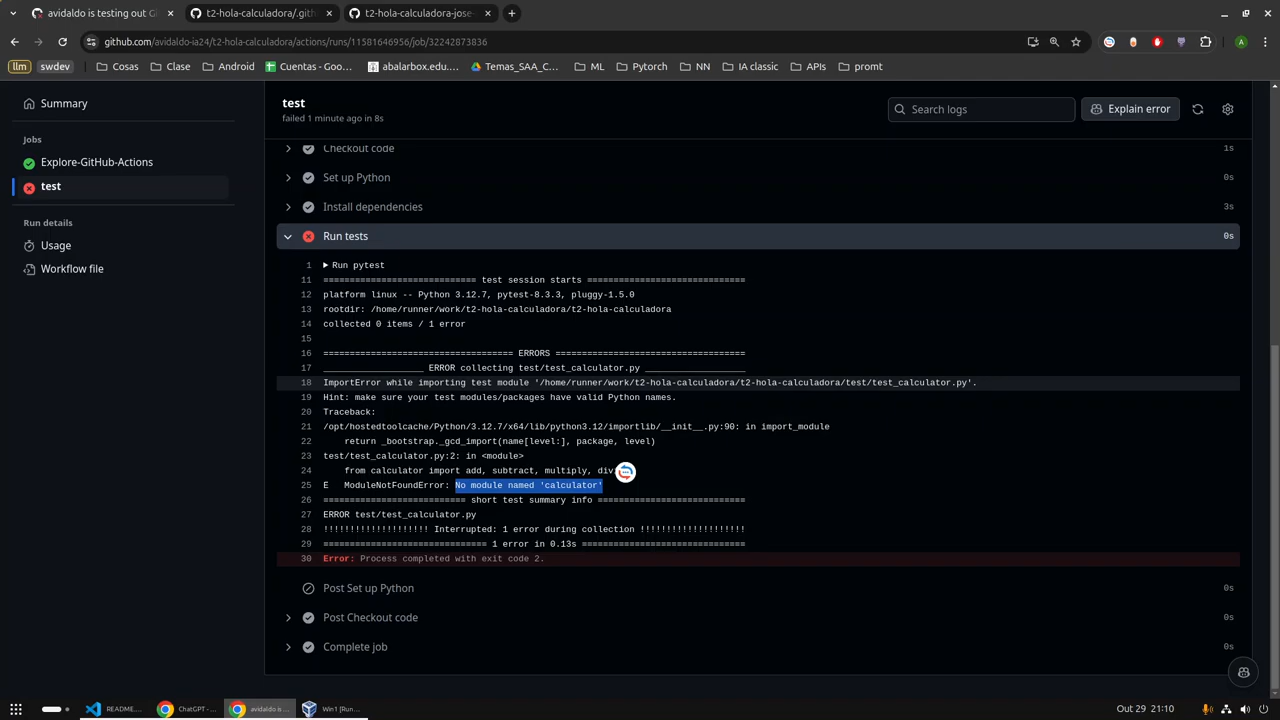 avidaldo is testing out Git
t2-hola-calculadora/.github
t2-hola-calculadora-jose-
github.com/avidaldo-ia24/t2-hola-calculadora/actions/runs/11581646956/job/32242873836
A
llm swdev Cosas Clase Android Cuentas - Goo... abalarbox.edu.... Temas_SAA_C... ML Pytorch NN IA classic APIs promt
Summary
Jobs
Explore-GitHub-Actions
test
Run details
Usage
Workflow file
test
failed 1 minute ago in 8s
Search logs
Explain error
Checkout code 1s
Set up Python 0s
Install dependencies 3s
Run tests 0s
1 Run pytest
11 ============================= test session starts ==============================
12 platform linux -- Python 3.12.7, pytest-8.3.3, pluggy-1.5.0
13 rootdir: /home/runner/work/t2-hola-calculadora/t2-hola-calculadora
14 collected 0 items / 1 error
15
16 ==================================== ERRORS ====================================
17 ___________________ ERROR collecting test/test_calculator.py ___________________
18 ImportError while importing test module '/home/runner/work/t2-hola-calculadora/t2-hola-calculadora/test/test_calculator.py'.
19 Hint: make sure your test modules/packages have valid Python names.
20 Traceback:
21 /opt/hostedtoolcache/Python/3.12.7/x64/lib/python3.12/importlib/__init__.py:90: in import_module
22 return _bootstrap._gcd_import(name[level:], package, level)
23 test/test_calculator.py:2: in <module>
24 from calculator import add, subtract, multiply, div
25 E ModuleNotFoundError: No module named 'calculator'
26 =========================== short test summary info ============================
27 ERROR test/test_calculator.py
28 !!!!!!!!!!!!!!!!!!!! Interrupted: 1 error during collection !!!!!!!!!!!!!!!!!!!!
29 =============================== 1 error in 0.13s ===============================
30 Error: Process completed with exit code 2.
Post Set up Python 0s
Post Checkout code 0s
Complete job 0s
README.... ChatGPT - ... avidaldo is ... Win1 [Run... Oct 29 21:10